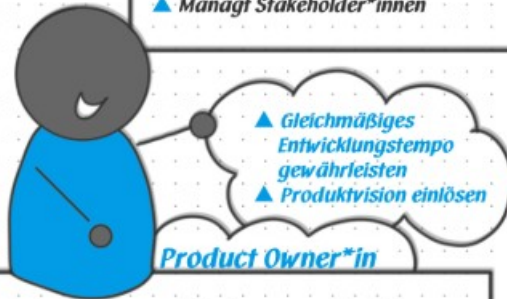 ▲ Managt Stakeholder*innen
▲ Gleichmäßiges
Entwicklungstempo
gewährleisten
▲ Produktvision einlösen
Product Owner*in